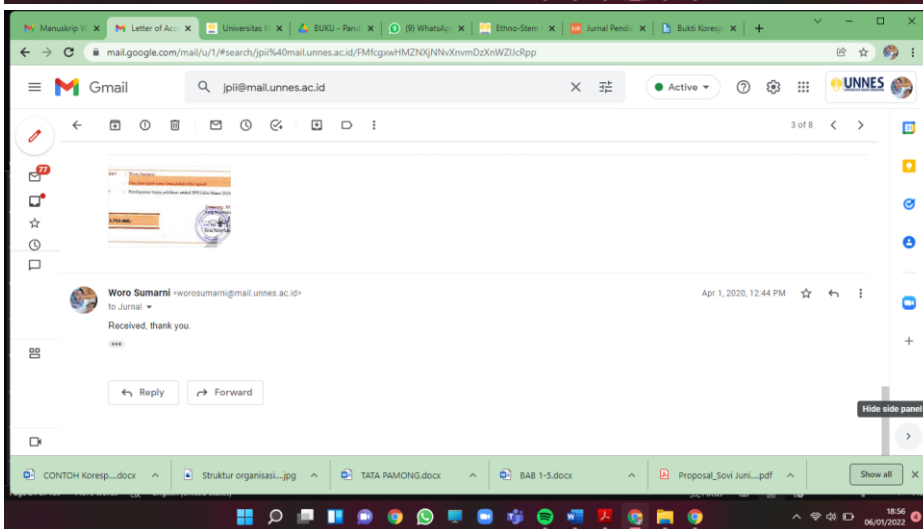 Manuskrip W
Letter of Acc
Universitas N
BUKU - Pand
(9) WhatsAp
Ethno-Stem
Jurnal Pendi
Bukti Koresp
mail.google.com/mail/u/1/#search/jpii%40mail.unnes.ac.id/FMfcgxwHMZNXjNNvXnvmDzXnWZlJcRpp
Gmail
jpii@mail.unnes.ac.id
Active
UNNES
3 of 8
77
Woro Sumarni <worosumarni@mail.unnes.ac.id>
Apr 1, 2020, 12:44 PM
to Jurnal
Received, thank you.
Reply
Forward
Hide side panel
CONTOH Koresp....docx
Struktur organisasi....jpg
TATA PAMONG.docx
BAB 1-5.docx
Proposal_Sovi Juni....pdf
Show all
18:56
06/01/2022